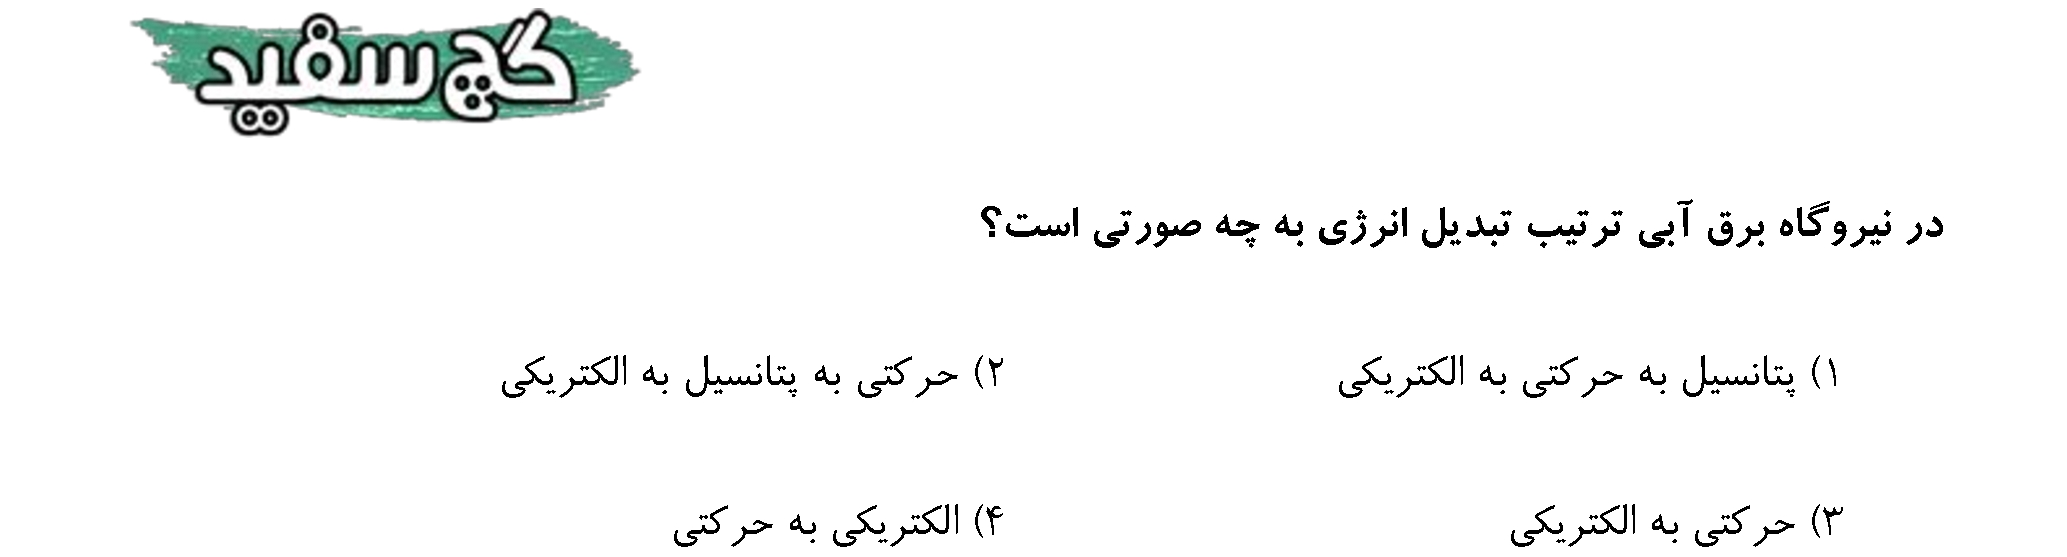 گچ سفید
در نیروگاه برق آبی ترتیب تبدیل انرژی به چه صورتی است؟
۱) پتانسیل به حرکتی به الکتریکی ۲) حرکتی به پتانسیل به الکتریکی
۳) حرکتی به الکتریکی ۴) الکتریکی به حرکتی